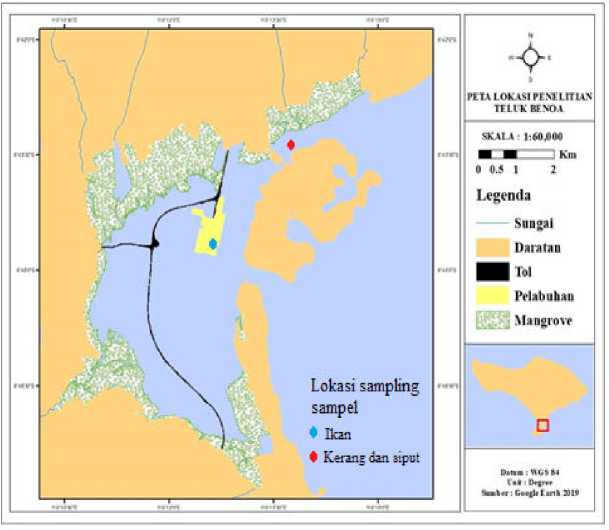 N
W
E
S
PETA LOKASI PENELITIAN
TELUK BENOA
SKALA : 1:60,000
Km
0 0.5 1 2
Legenda
Sungai
Daratan
Tol
Pelabuhan
Mangrove
Lokasi sampling
sampel
Ikan
Kerang dan siput
Datum : WGS 84
Unit : Degree
Sumber : Google Earth 2019